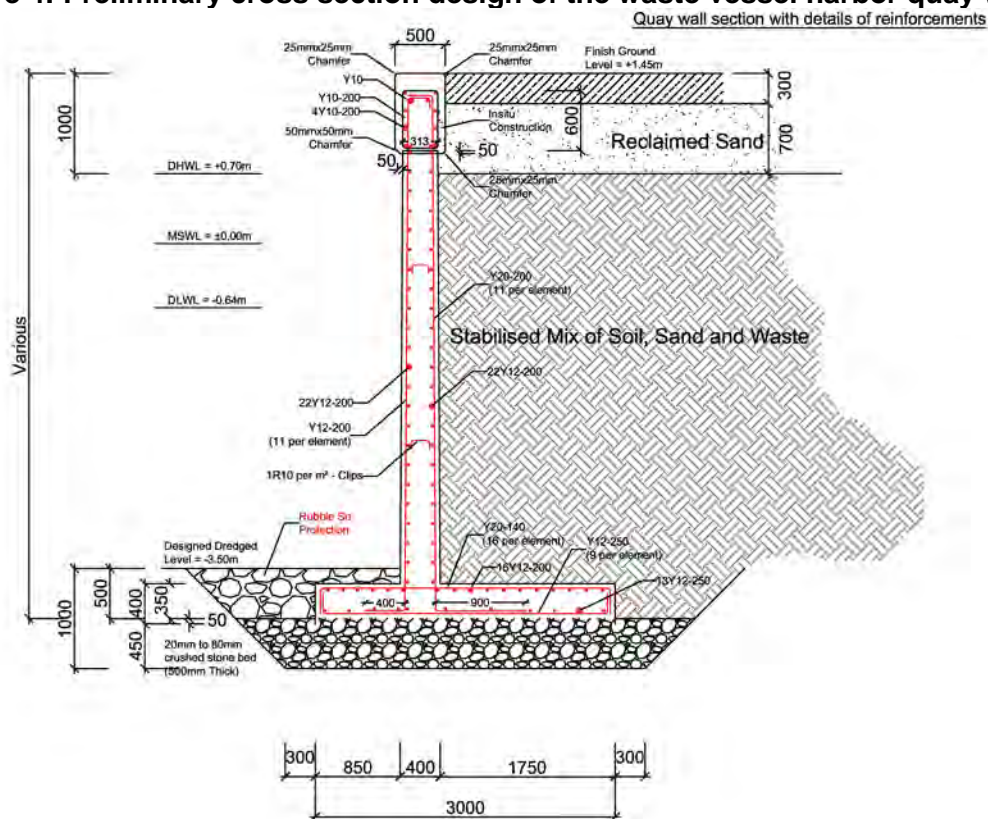 Quay wall section with details of reinforcements
500
25mmx25mm
Chamfer
25mmx25mm
Chamfer
Finish Ground
Level = +1.45m
Y10
Y10-200
4Y10-200
50mmx50mm
Chamfer
Insitu
Construction
313
50
50
600
300
700
1000
Reclaimed Sand
25mmx25mm
Chamfer
DHWL = +0.70m
MSWL = ±0,00m
DLWL = -0.64m
Various
Y20-200
(11 per element)
Stabilised Mix of Soil, Sand and Waste
22Y12-200
22Y12-200
Y12-200
(11 per element)
1R10 per m² - Clips
Rubble
Protection
Designed Dredged
Level = -3.50m
Y20-140
(16 per element)
Y12-250
(9 per element)
16Y12-200
13Y12-250
400
900
1000
500
400
350
50
450
20mm to 80mm
crushed stone bed
(500mm Thick)
300
850
400
1750
300
3000